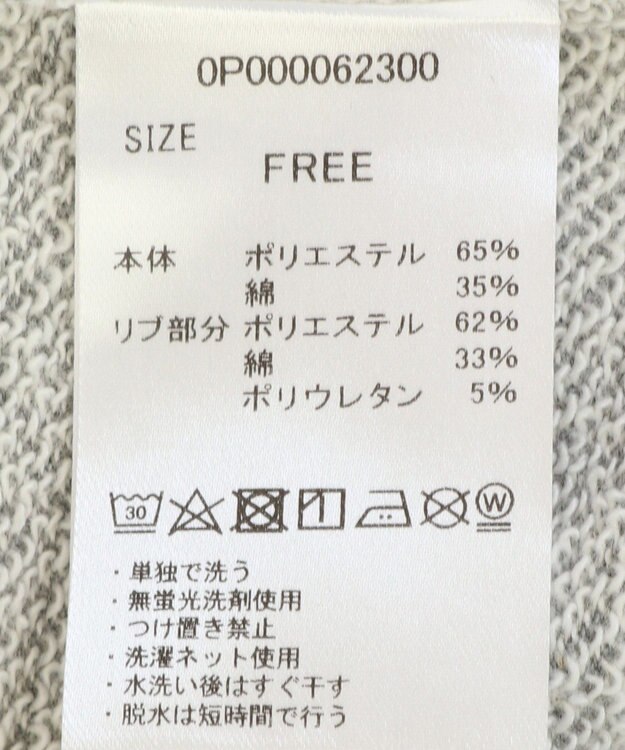 0P000062300
SIZE
FREE
本体 ポリエステル 65%
綿 35%
リブ部分 ポリエステル 62%
綿 33%
ポリウレタン 5%
30 W
・単独で洗う
・無蛍光洗剤使用
・つけ置き禁止
・洗濯ネット使用
・水洗い後はすぐ干す
・脱水は短時間で行う